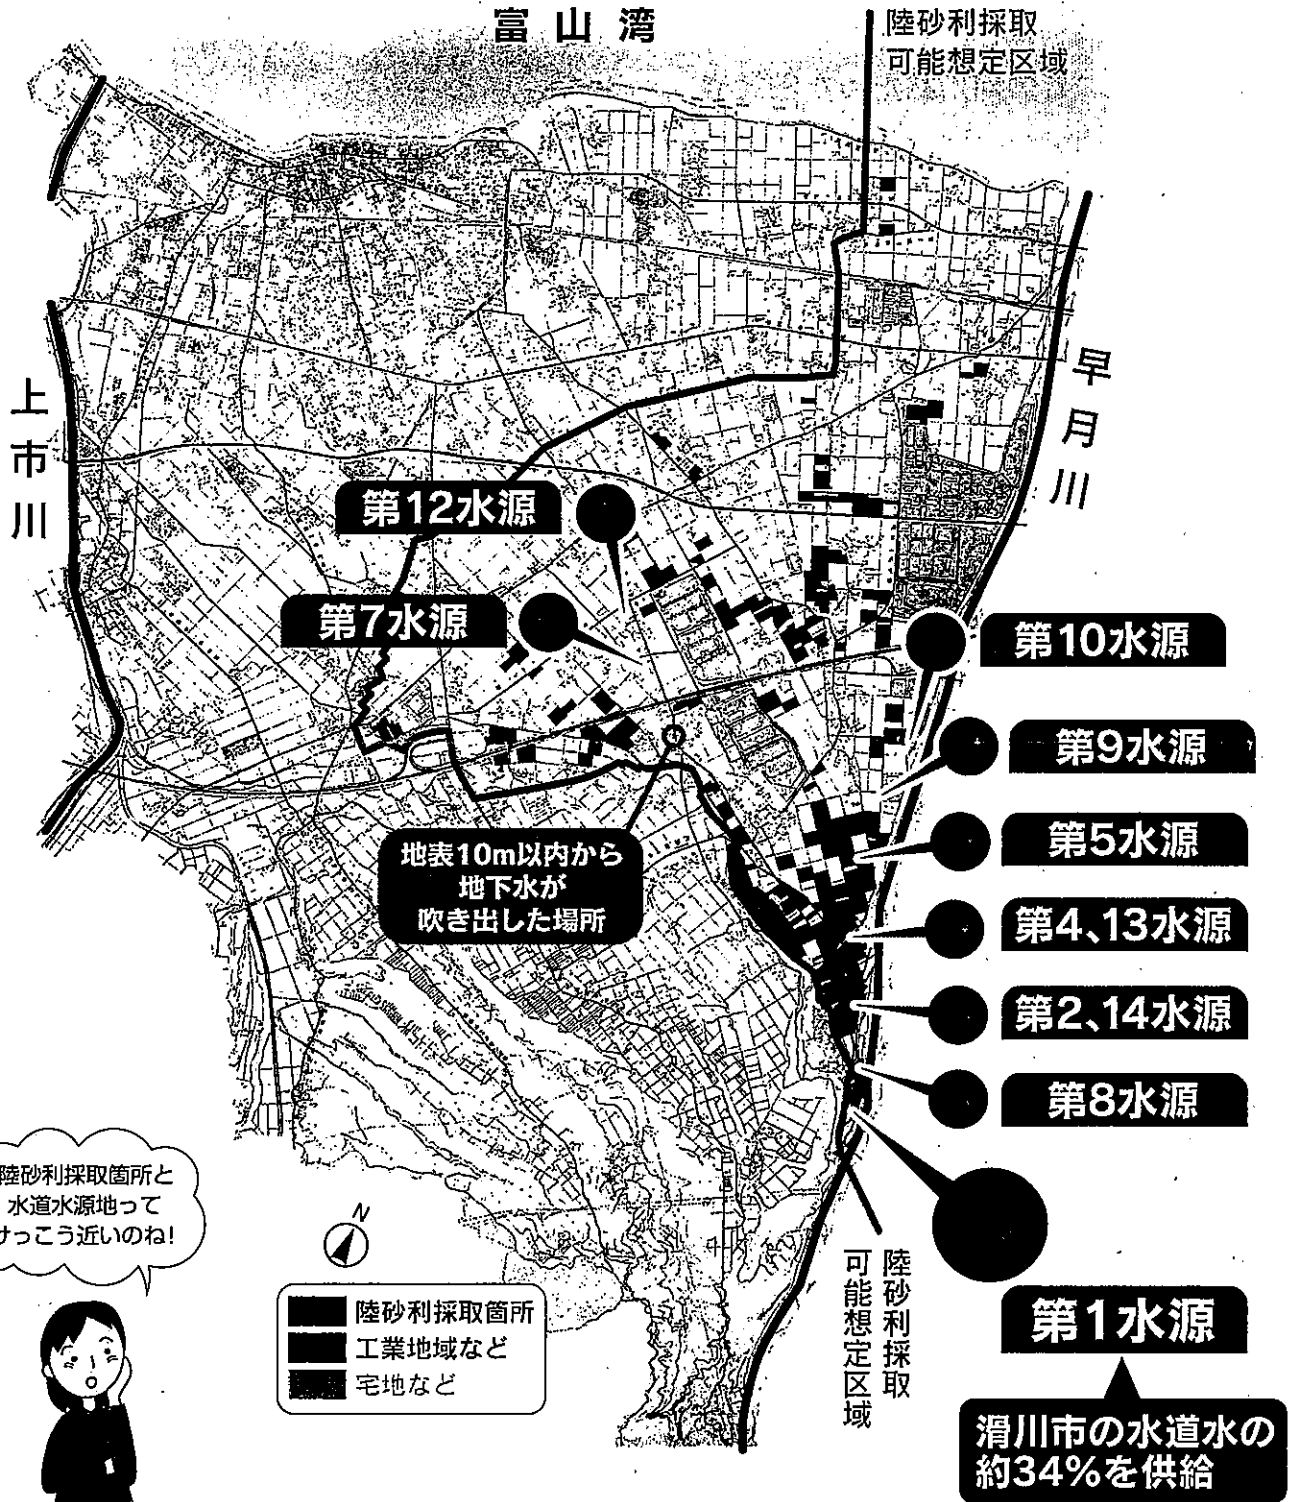 富山湾
陸砂利採取
可能想定区域
上市川
早月川
第12水源
第7水源
第10水源
第9水源
第5水源
第4、13水源
第2、14水源
第8水源
地表10m以内から
地下水が
吹き出した場所
陸砂利採取箇所と
水道水源地って
けっこう近いのね!
N
陸砂利採取箇所
工業地域など
宅地など
陸砂利採取
可能想定区域
第1水源
滑川市の水道水の
約34%を供給